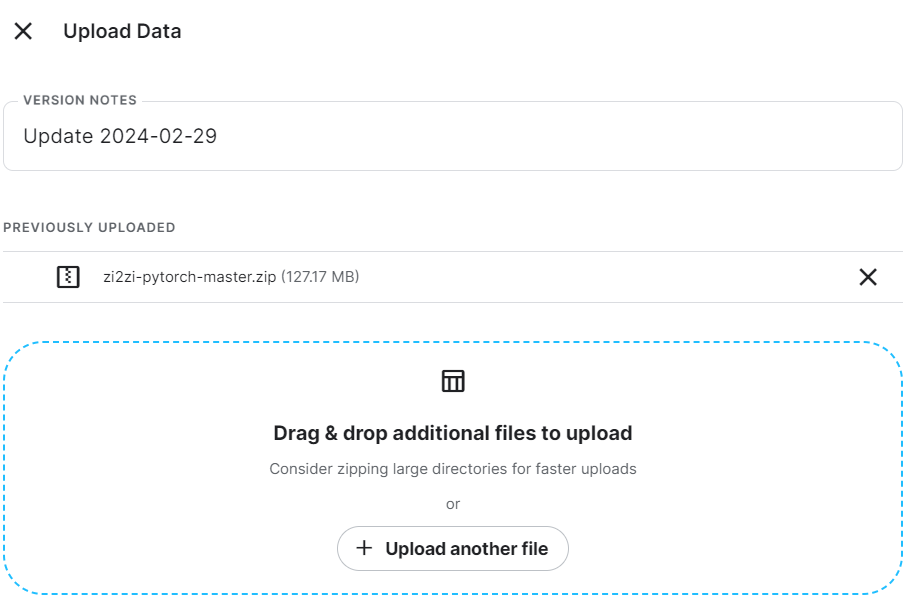 Upload Data
VERSION NOTES
Update 2024-02-29
PREVIOUSLY UPLOADED
zi2zi-pytorch-master.zip (127.17 MB)
Drag & drop additional files to upload
Consider zipping large directories for faster uploads
or
Upload another file